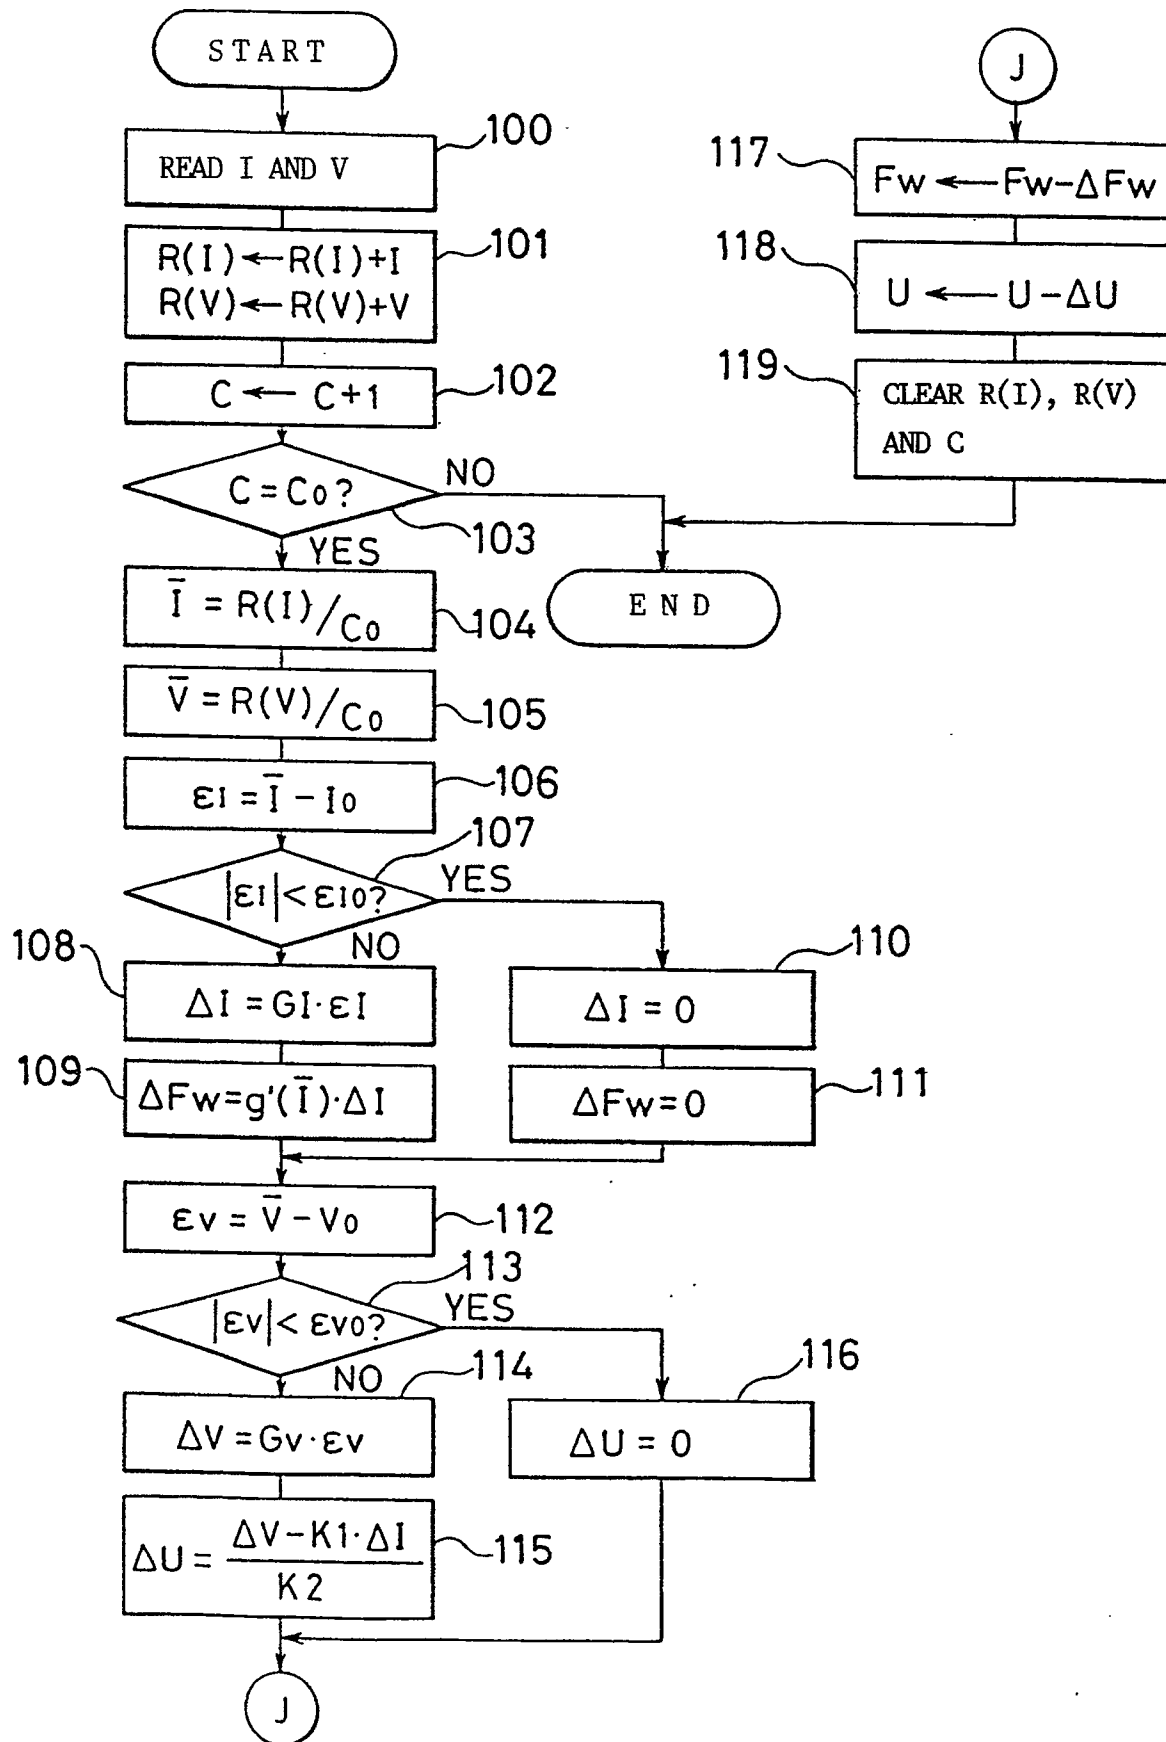 START
100
READ I AND V
101
R(I)←R(I)+I
R(V)←R(V)+V
102
C← C+1
C=C0?
NO
103
YES
Ī = R(I)/C0
104
V̄ = R(V)/C0
105
106
εI = Ī − I0
107
|εI| < εI0?
YES
NO
108
ΔI = GI·εI
110
ΔI = 0
109
ΔFw=g'(Ī)·ΔI
111
ΔFw=0
εv = V̄ − V0
112
113
|εv| < εv0?
YES
NO
114
ΔV = Gv·εv
116
ΔU = 0
ΔU = (ΔV−K1·ΔI)/K2
115
J
J
117
Fw ← Fw−ΔFw
118
U ← U−ΔU
119
CLEAR R(I), R(V)
AND C
END